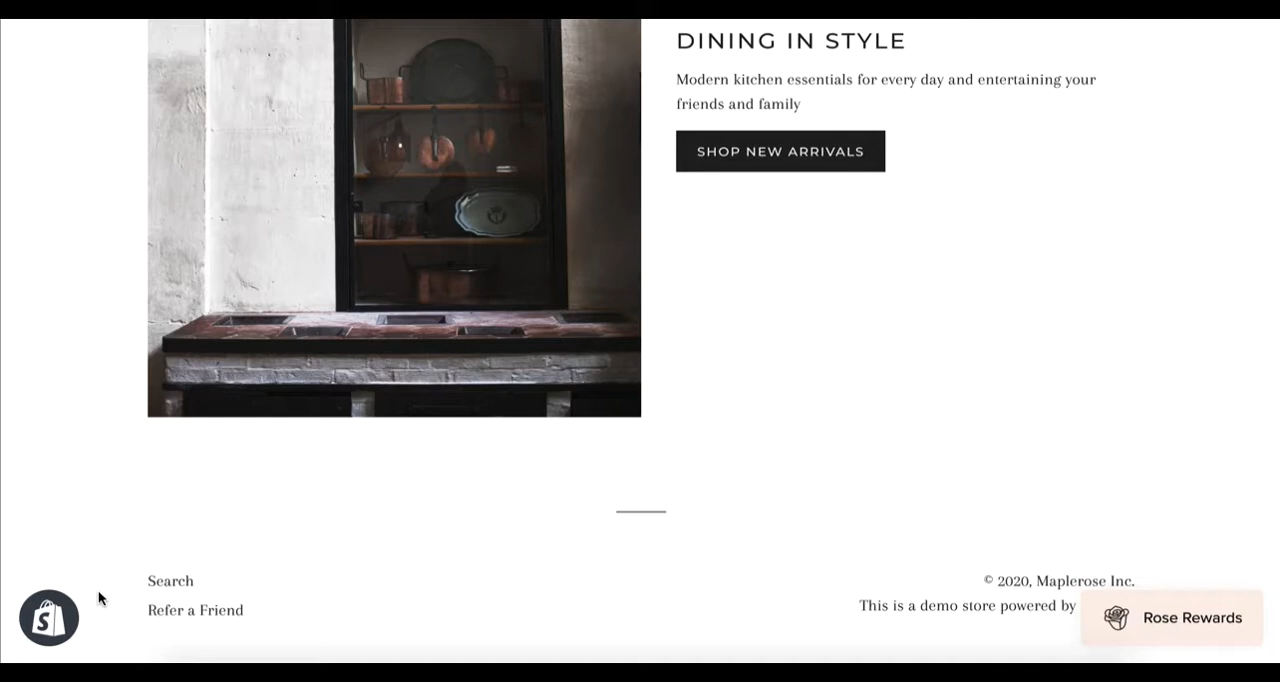 DINING IN STYLE
Modern kitchen essentials for every day and entertaining your
friends and family
SHOP NEW ARRIVALS
Search
Refer a Friend
© 2020, Maplerose Inc.
This is a demo store powered by
Rose Rewards